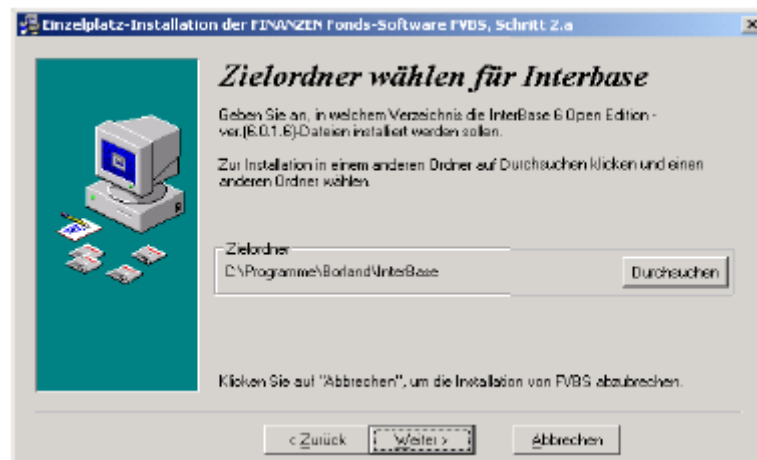 Einzelplatz-Installation der FINANZEN Fonds-Software FVBS, Schritt 2.a
Zielordner wählen für Interbase
Geben Sie an, in welchem Verzeichnis die InterBase 6 Open Edition -
ver.(6.0.1.6)-Dateien installiert werden sollen.
Zur Installation in einem anderen Ordner auf Durchsuchen klicken und einen
anderen Ordner wählen.
Zielordner
C:\Programme\Borland\InterBase
Durchsuchen
Klicken Sie auf "Abbrechen", um die Installation von FVBS abzubrechen.
< Zurück
Weiter >
Abbrechen